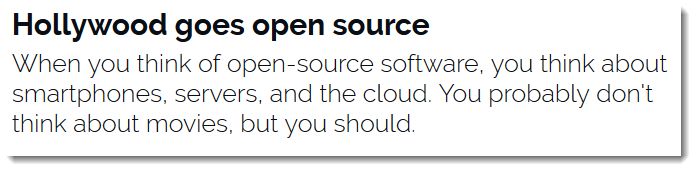 Hollywood goes open source
When you think of open-source software, you think about
smartphones, servers, and the cloud. You probably don't
think about movies, but you should.